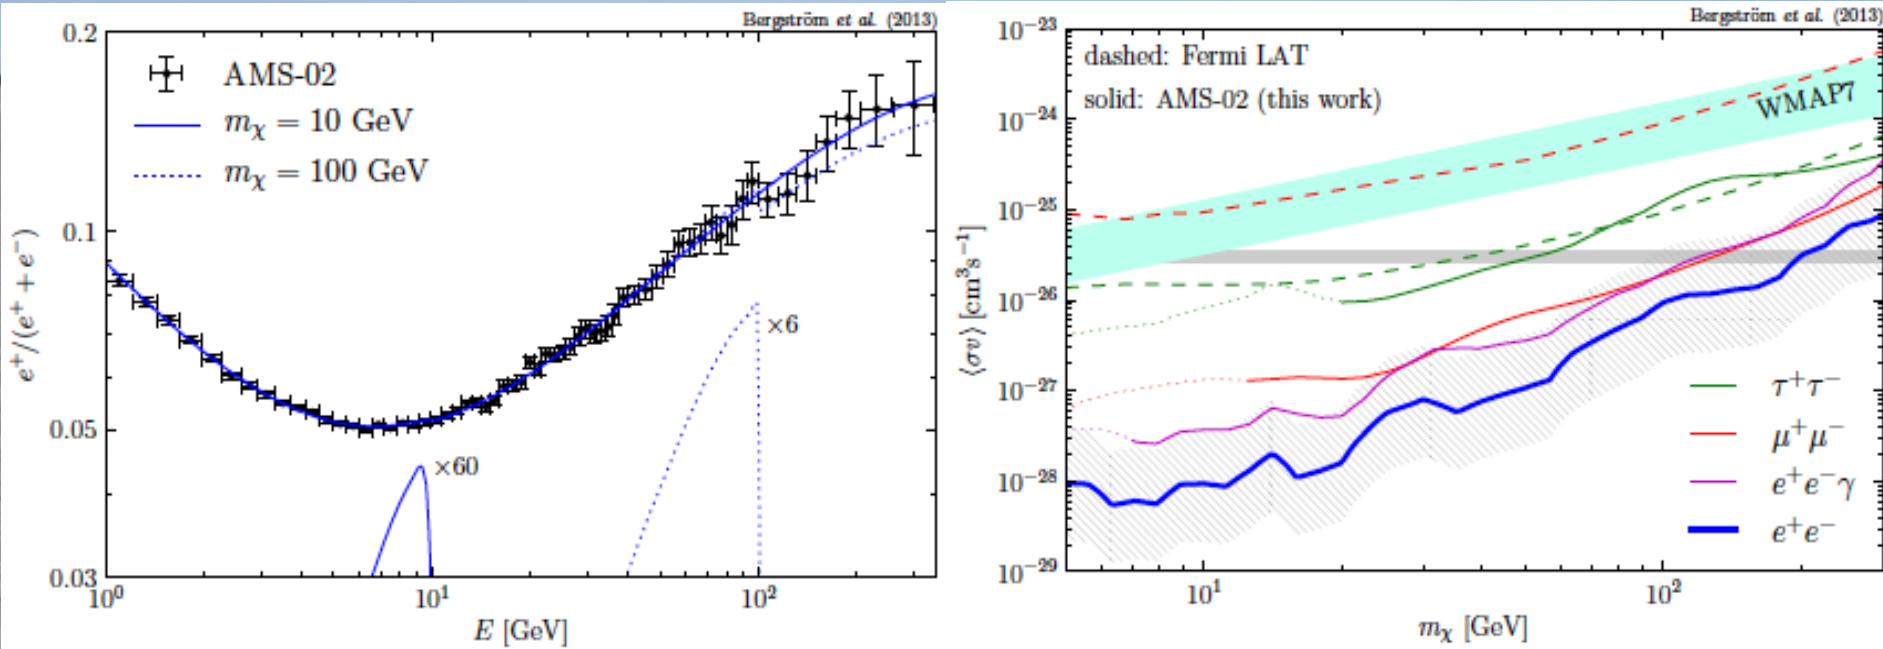 Bergström et al. (2013)
0.2
0.1
0.05
0.03
e⁺/(e⁺ + e⁻)
AMS-02
mχ = 10 GeV
mχ = 100 GeV
×60
×6
10⁰
10¹
10²
E [GeV]
Bergström et al. (2013)
10⁻²³
10⁻²⁴
10⁻²⁵
10⁻²⁶
10⁻²⁷
10⁻²⁸
10⁻²⁹
⟨σv⟩ [cm³s⁻¹]
dashed: Fermi LAT
solid: AMS-02 (this work)
WMAP7
τ⁺τ⁻
μ⁺μ⁻
e⁺e⁻γ
e⁺e⁻
10¹
10²
mχ [GeV]